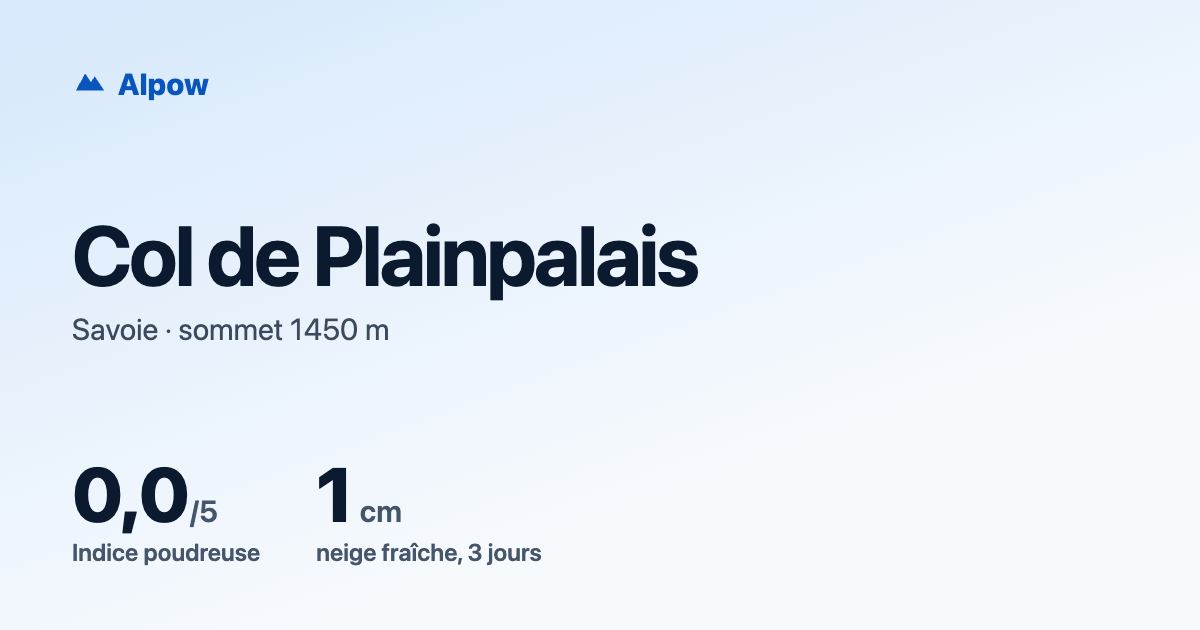 Alpow
Col de Plainpalais
Savoie · sommet 1450 m
0,0/5
Indice poudreuse
1 cm
neige fraîche, 3 jours